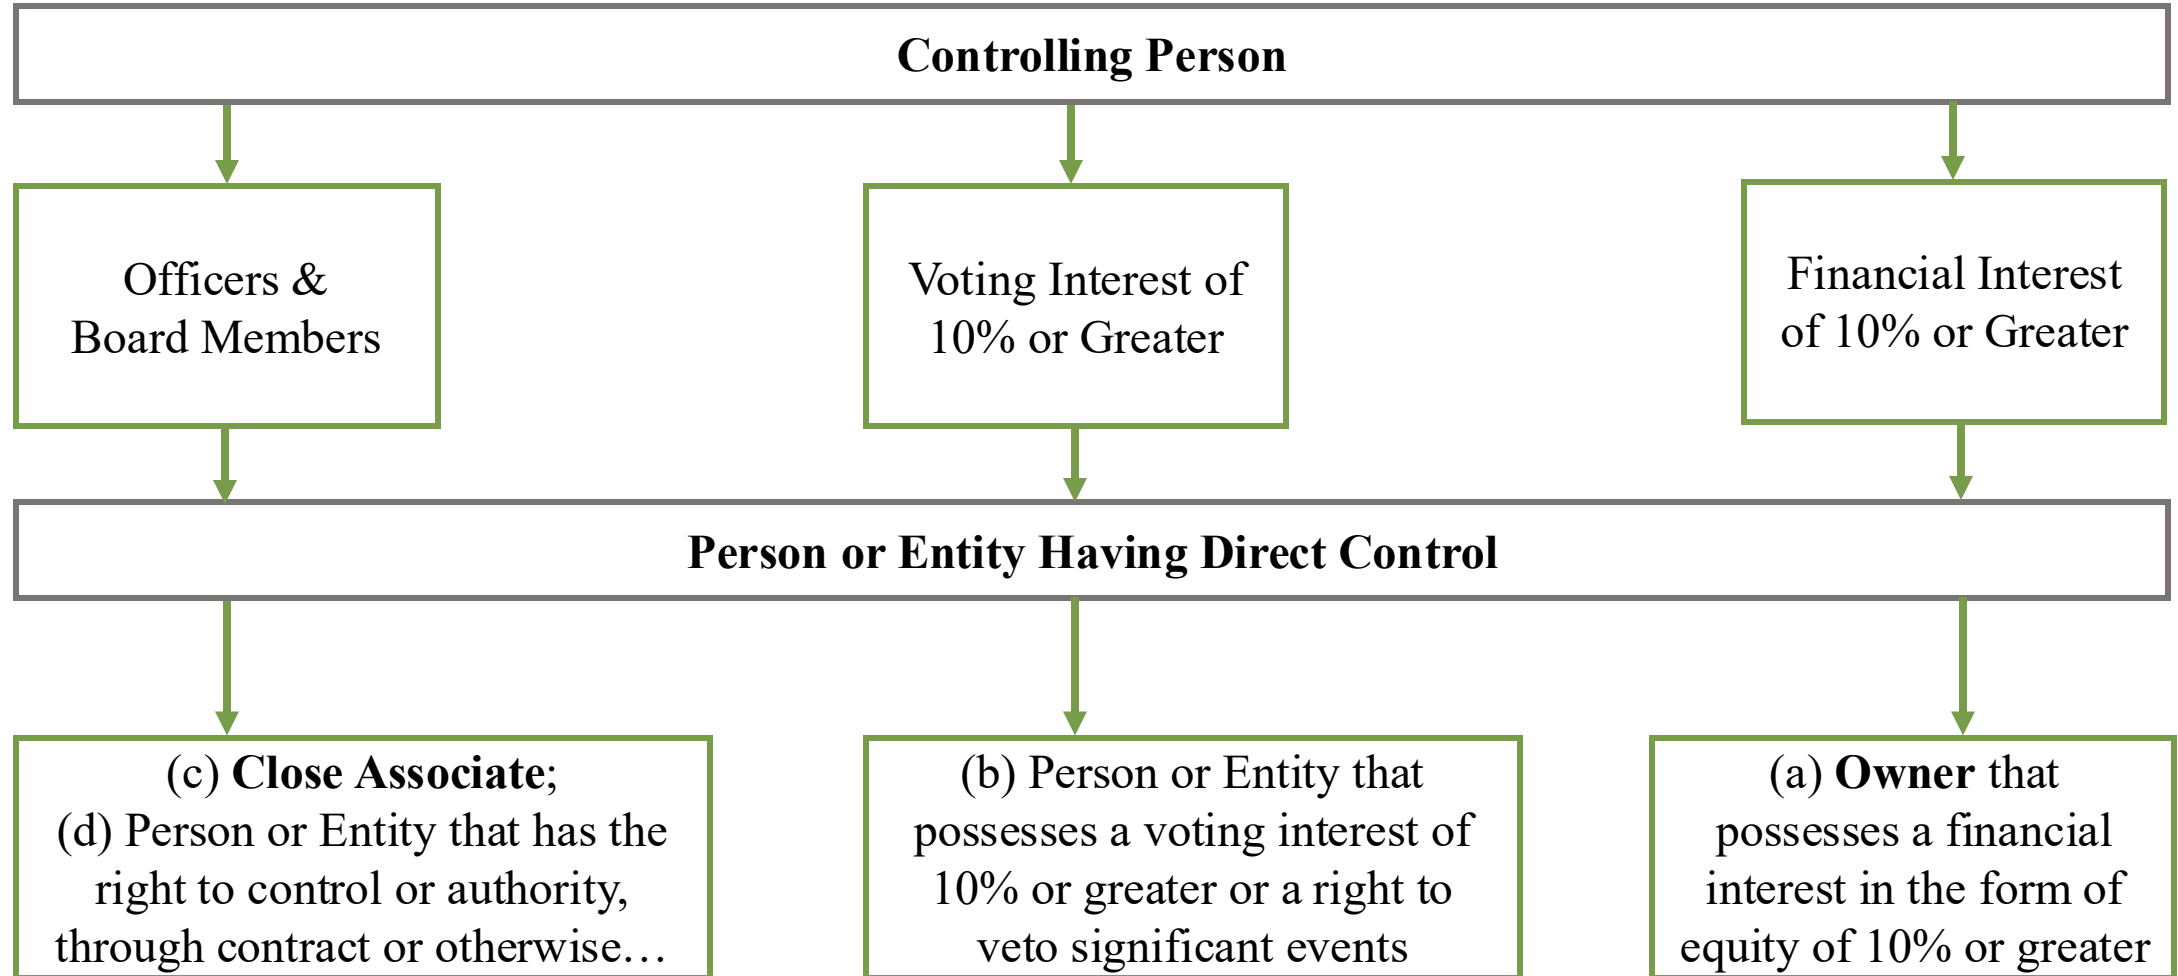 Controlling Person
Officers &
Board Members
Voting Interest of
10% or Greater
Financial Interest
of 10% or Greater
Person or Entity Having Direct Control
(c) Close Associate;
(d) Person or Entity that has the
right to control or authority,
through contract or otherwise…
(b) Person or Entity that
possesses a voting interest of
10% or greater or a right to
veto significant events
(a) Owner that
possesses a financial
interest in the form of
equity of 10% or greater